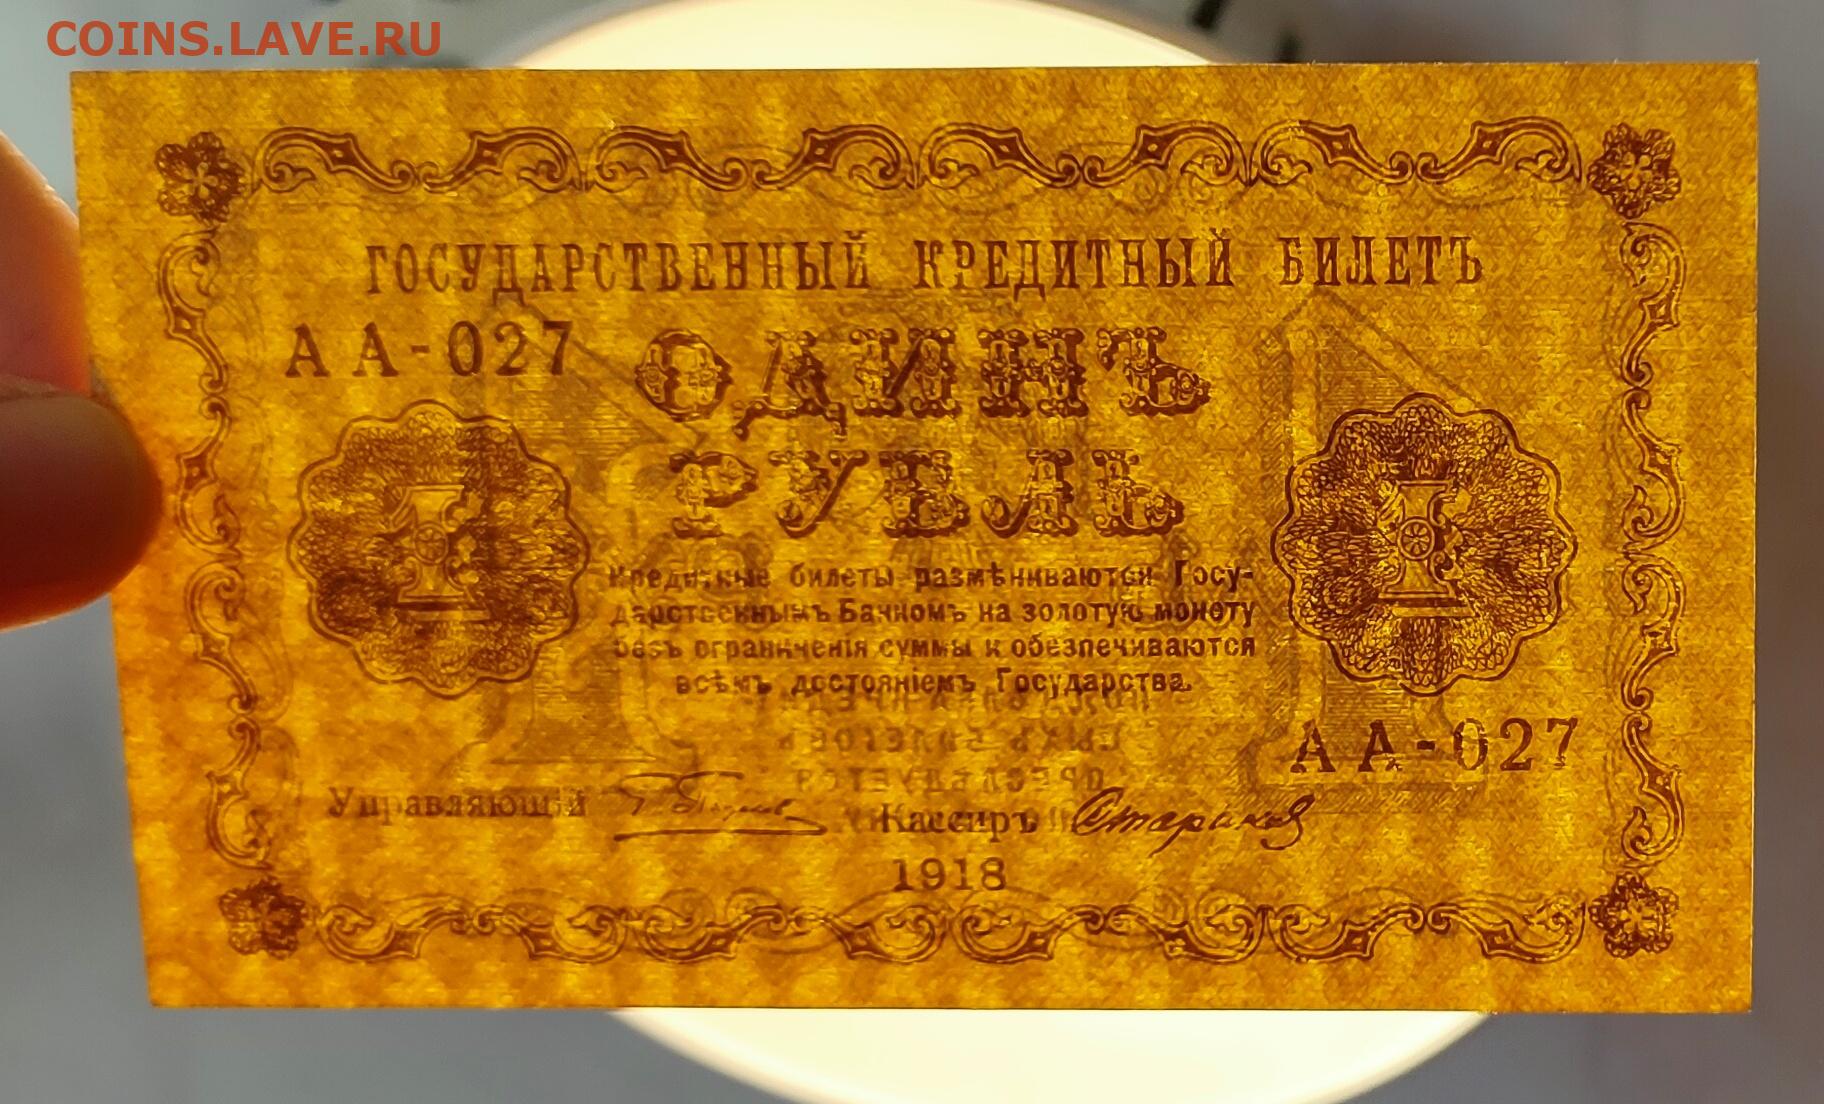 COINS.LAVE.RU
ГОСУДАРСТВЕННЫЙ КРЕДИТНЫЙ БИЛЕТЪ
АА-027
ОДИНЪ
РУБЛЬ
Кредитные билеты размѣниваются Госу-
дарственнымъ Банкомъ на золотую монету
безъ ограниченія суммы и обезпечиваются
всѣмъ достояніемъ Государства.
АА-027
Управляющій Кассиръ Стариковъ
1918